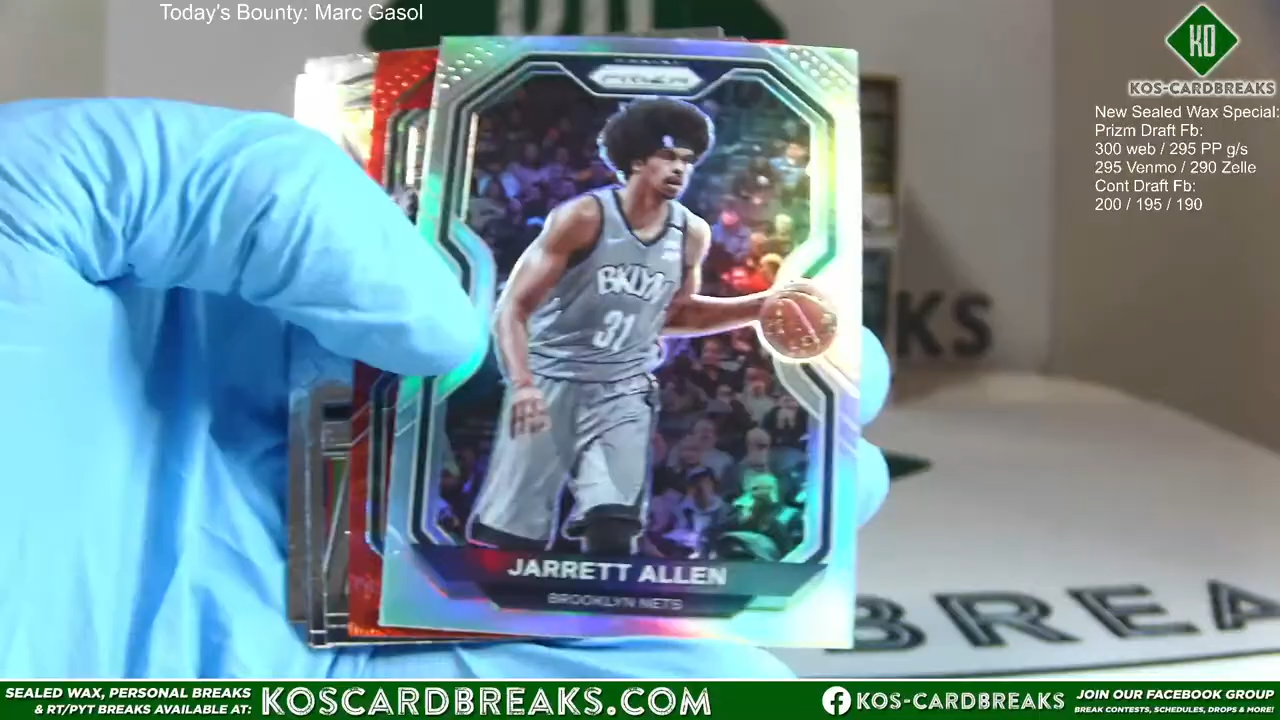 Today's Bounty: Marc Gasol
KO
KOS-CARDBREAKS
New Sealed Wax Special:
Prizm Draft Fb:
300 web / 295 PP g/s
295 Venmo / 290 Zelle
Cont Draft Fb:
200 / 195 / 190
PRIZM
BKLYN
31
JARRETT ALLEN
BROOKLYN NETS
KS
BREA
SEALED WAX, PERSONAL BREAKS
& RT/PYT BREAKS AVAILABLE AT:
KOSCARDBREAKS.COM
KOS-CARDBREAKS
JOIN OUR FACEBOOK GROUP
BREAK CONTESTS, SCHEDULES, DROPS & MORE!